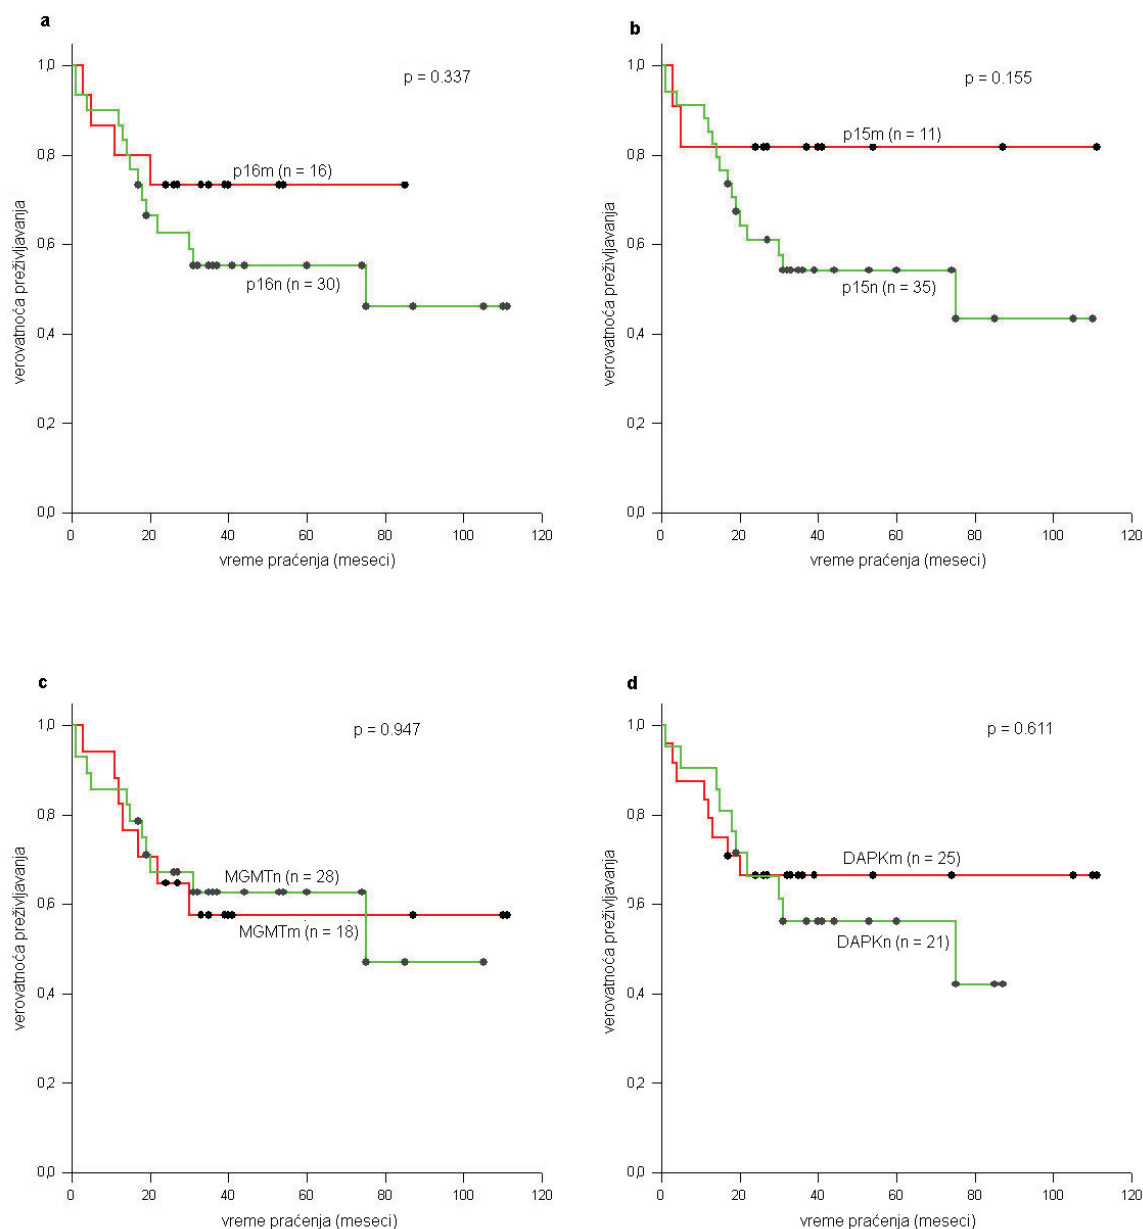 a
p = 0.337
1,0
0,8
0,6
0,4
0,2
0,0
p16m (n = 16)
p16n (n = 30)
verovatnoća preživljavanja
0 20 40 60 80 100 120
vreme praćenja (meseci)
b
p = 0.155
1,0
0,8
0,6
0,4
0,2
0,0
p15m (n = 11)
p15n (n = 35)
verovatnoća preživljavanja
0 20 40 60 80 100 120
vreme praćenja (meseci)
c
p = 0.947
1,0
0,8
0,6
0,4
0,2
0,0
MGMTn (n = 28)
MGMTm (n = 18)
verovatnoća preživljavanja
0 20 40 60 80 100 120
vreme praćenja (meseci)
d
p = 0.611
1,0
0,8
0,6
0,4
0,2
0,0
DAPKm (n = 25)
DAPKn (n = 21)
verovatnoća preživljavanja
0 20 40 60 80 100 120
vreme praćenja (meseci)